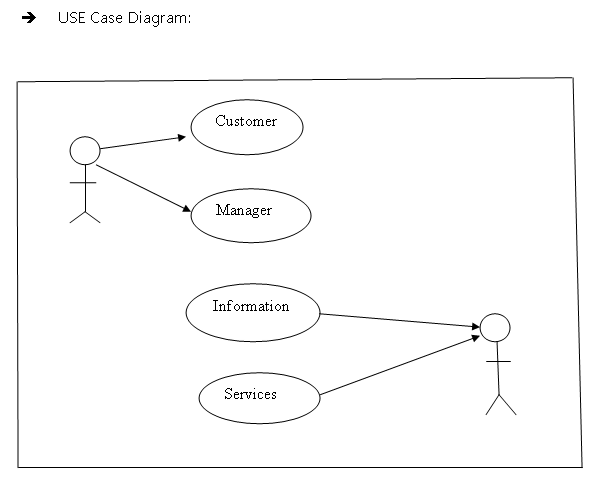 ➔ USE Case Diagram:
Customer
Manager
Information
Services